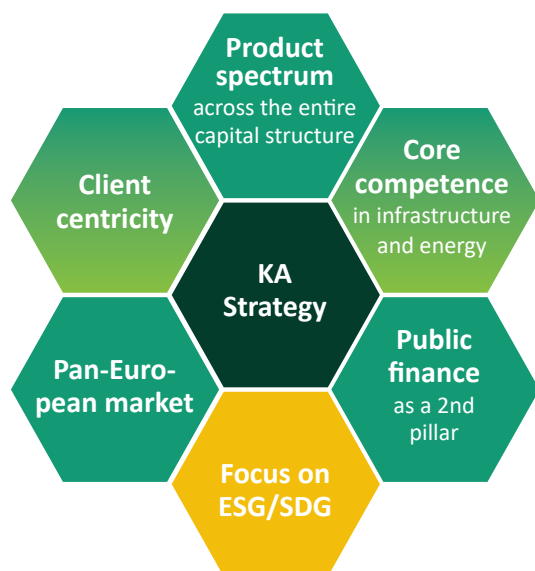 Product
spectrum
across the entire
capital structure
Client
centricity
Core
competence
in infrastructure
and energy
KA
Strategy
Pan-Euro-
pean market
Public
finance
as a 2nd
pillar
Focus on
ESG/SDG